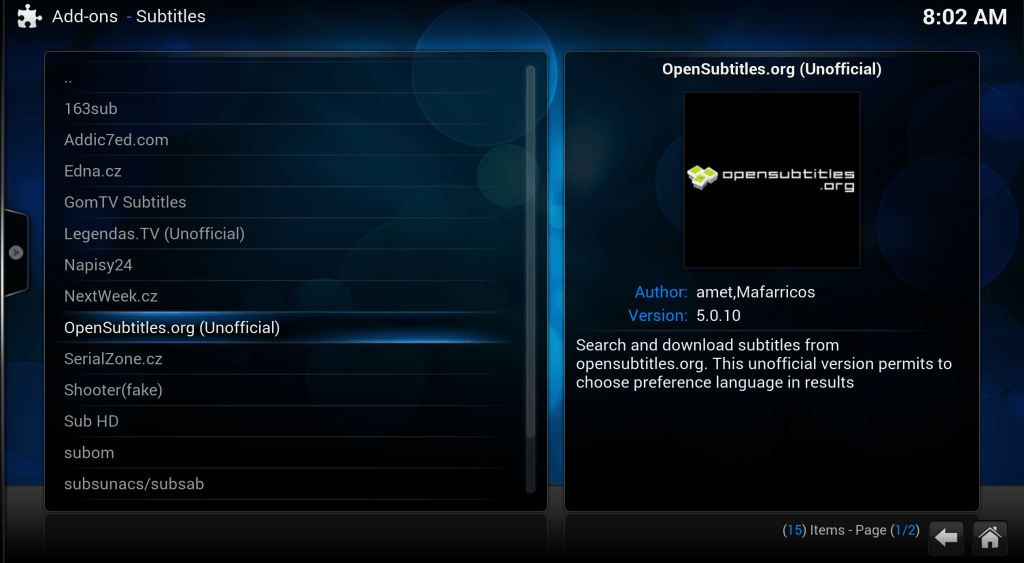 Add-ons - Subtitles
8:02 AM
..
163sub
Addic7ed.com
Edna.cz
GomTV Subtitles
Legendas.TV (Unofficial)
Napisy24
NextWeek.cz
OpenSubtitles.org (Unofficial)
SerialZone.cz
Shooter(fake)
Sub HD
subom
subsunacs/subsab
OpenSubtitles.org (Unofficial)
opensubtitles
.org
Author: amet,Mafarricos
Version: 5.0.10
Search and download subtitles from
opensubtitles.org. This unofficial version permits to
choose preference language in results
(15) Items - Page (1/2)